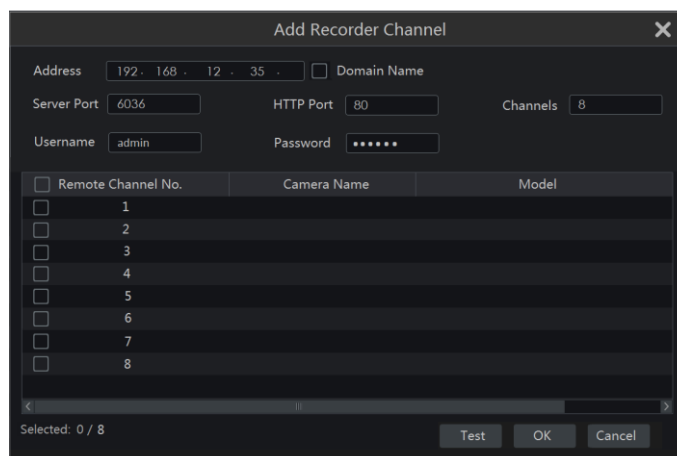 Add Recorder Channel
Address 192 . 168 . 12 . 35 . Domain Name
Server Port 6036 HTTP Port 80 Channels 8
Username admin Password ••••••
Remote Channel No. Camera Name Model
1
2
3
4
5
6
7
8
Selected: 0 / 8 Test OK Cancel